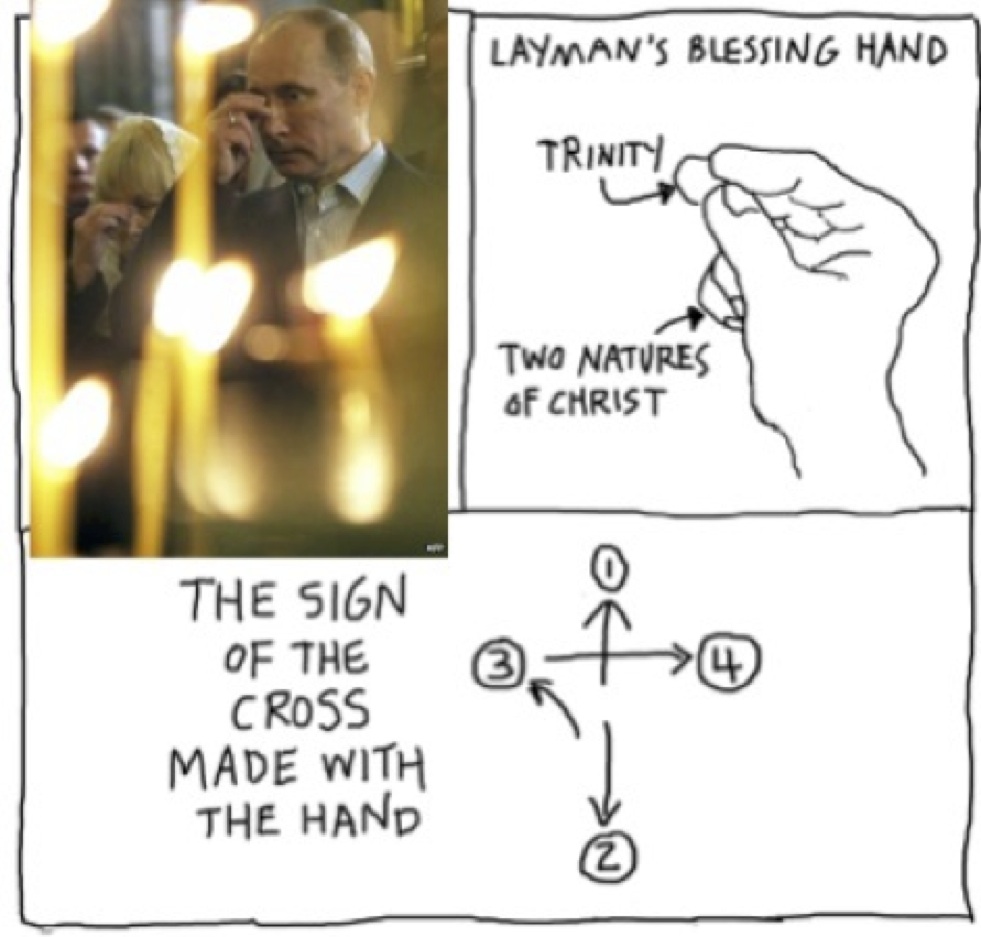 LAYMAN'S BLESSING HAND
TRINITY
TWO NATURES
OF CHRIST
THE SIGN
OF THE
CROSS
MADE WITH
THE HAND
1
3
4
2